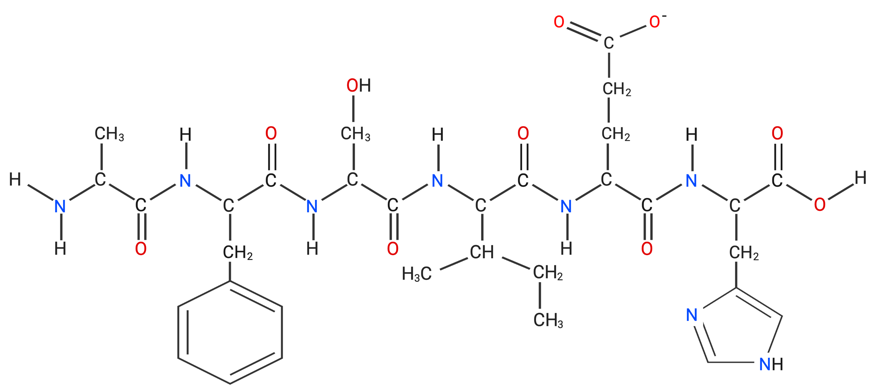 O O⁻
C
CH₂
OH
CH₃ H O CH₃ H O CH₂ H O
H N C C N C C N C C N C C N C C N C C O H
H O CH₂ H O CH H O CH₂
H₃C CH₂
CH₃
N
NH